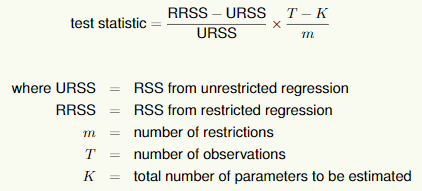 test statistic = RRSS − URSS / URSS × T − K / m
where URSS = RSS from unrestricted regression
RRSS = RSS from restricted regression
m = number of restrictions
T = number of observations
K = total number of parameters to be estimated